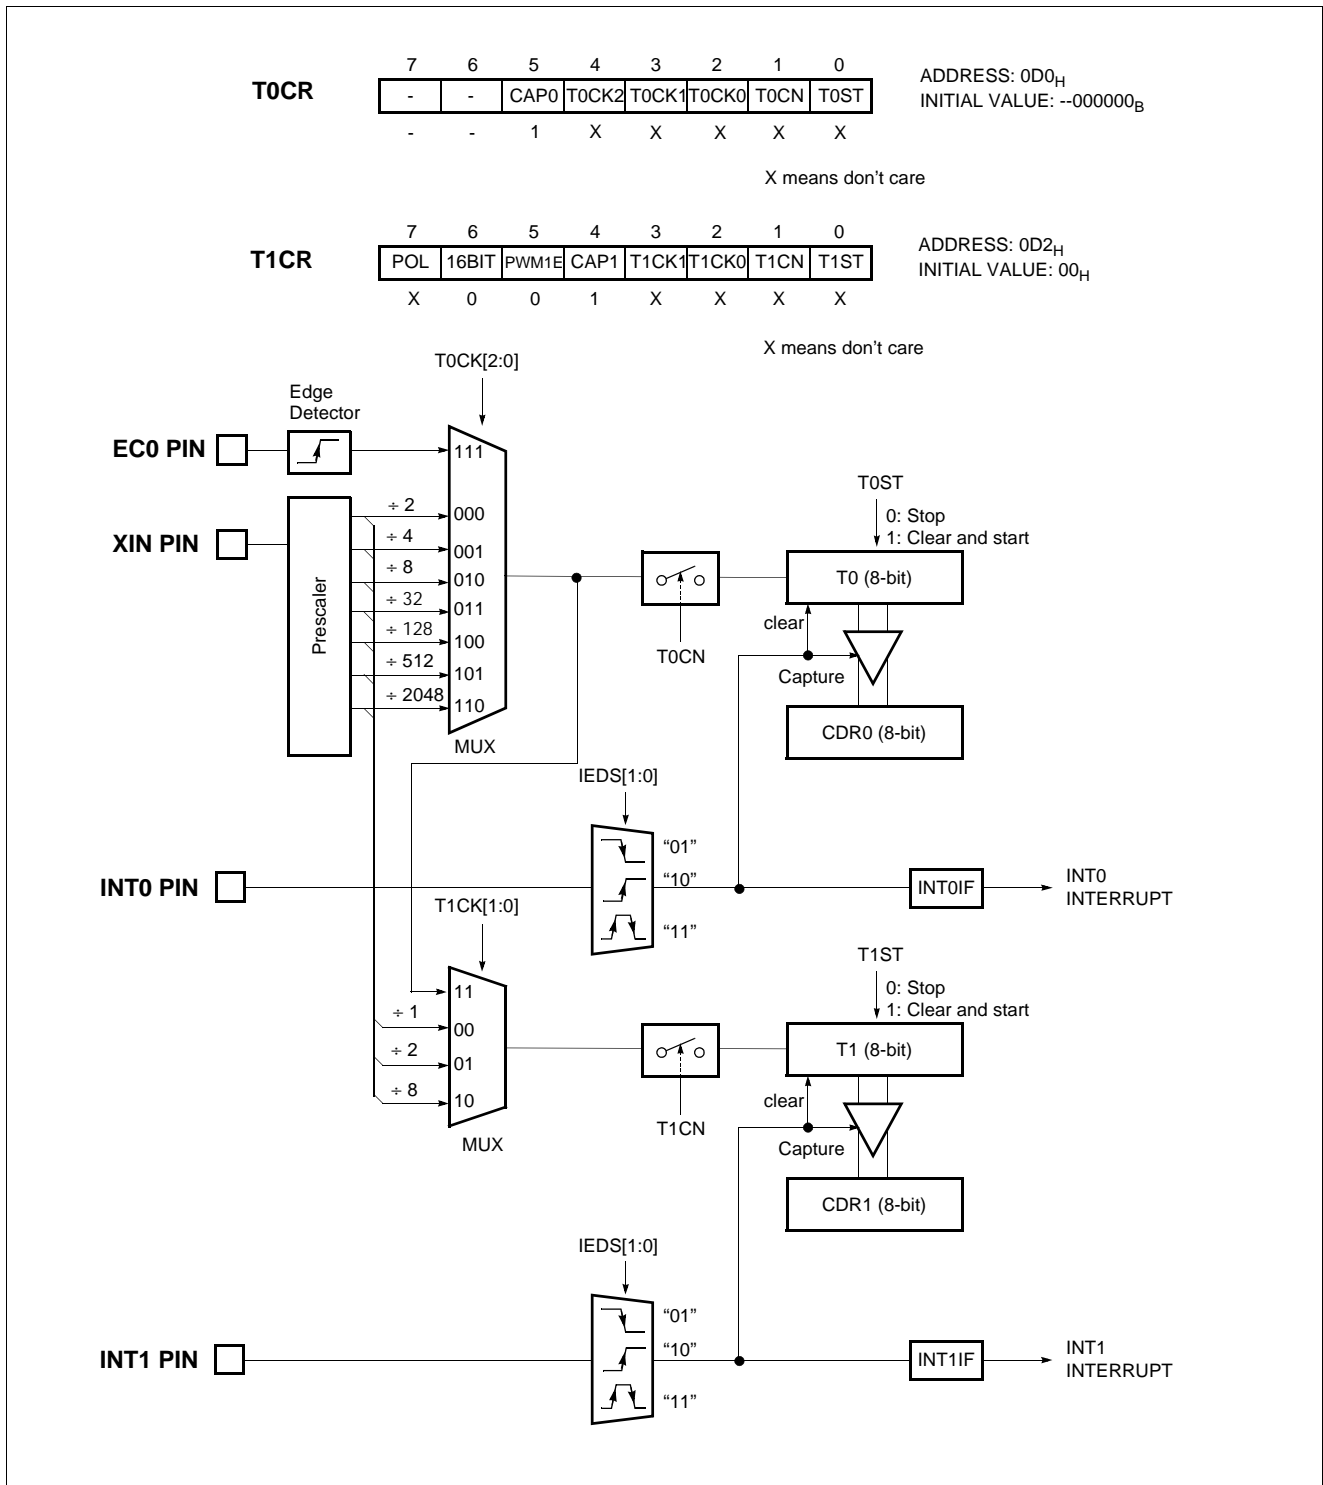 7 6 5 4 3 2 1 0
T0CR - - CAP0 T0CK2 T0CK1 T0CK0 T0CN T0ST
ADDRESS: 0D0H
INITIAL VALUE: --000000B
- - 1 X X X X X
X means don't care
7 6 5 4 3 2 1 0
T1CR POL 16BIT PWM1E CAP1 T1CK1 T1CK0 T1CN T1ST
ADDRESS: 0D2H
INITIAL VALUE: 00H
X 0 0 1 X X X X
X means don't care
T0CK[2:0]
Edge
Detector
EC0 PIN
111
XIN PIN
Prescaler
÷ 2 000
÷ 4 001
÷ 8 010
÷ 32 011
÷ 128 100
÷ 512 101
÷ 2048 110
MUX
T0CN
T0ST
0: Stop
1: Clear and start
T0 (8-bit)
clear
Capture
CDR0 (8-bit)
IEDS[1:0]
"01"
"10"
"11"
INT0 PIN
INT0IF
INT0
INTERRUPT
T1CK[1:0]
11
÷ 1 00
÷ 2 01
÷ 8 10
MUX
T1CN
T1ST
0: Stop
1: Clear and start
T1 (8-bit)
clear
Capture
CDR1 (8-bit)
IEDS[1:0]
"01"
"10"
"11"
INT1 PIN
INT1IF
INT1
INTERRUPT